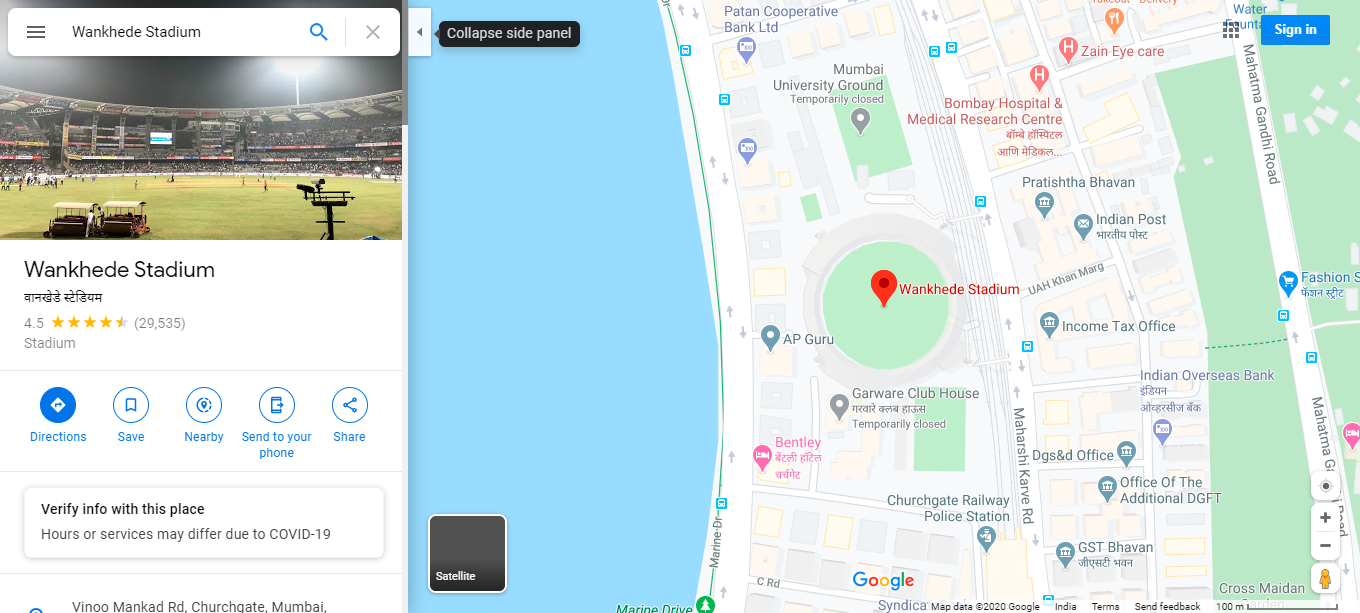 Wankhede Stadium
Collapse side panel
Sign in
Wankhede Stadium
वानखेडे स्टेडियम
4.5 (29,535)
Stadium
Directions
Save
Nearby
Send to your
phone
Share
Verify info with this place
Hours or services may differ due to COVID-19
Vinoo Mankad Rd, Churchgate, Mumbai,
Satellite
Patan Cooperative
Bank Ltd
Takeout · Delivery
Water
Zain Eye care
Mumbai
University Ground
Temporarily closed
Bombay Hospital &
Medical Research Centre
बॉम्बे हॉस्पिटल
आणि मेडिकल...
Mahatma Gandhi Road
Pratishtha Bhavan
Indian Post
भारतीय पोस्ट
UAH Khan Marg
Wankhede Stadium
Fashion S
फॅशन स्ट्रीट
Income Tax Office
AP Guru
Indian Overseas Bank
इंडियन
ओव्हरसीज बँक
Garware Club House
गरवारे क्लब हाऊस
Temporarily closed
Maharshi Karve Rd
Mahatma Ga
Road
Bentley
बेंटली हॉटेल
चर्चगेट
Dgs&d Office
Office Of The
Additional DGFT
Churchgate Railway
Police Station
Marine Dr
GST Bhavan
जीएसटी भवन
C Rd
Google
Cross Maidan
Garden
Marine Drive
Syndica
Map data ©2020 Google
India
Terms
Send feedback
100 m